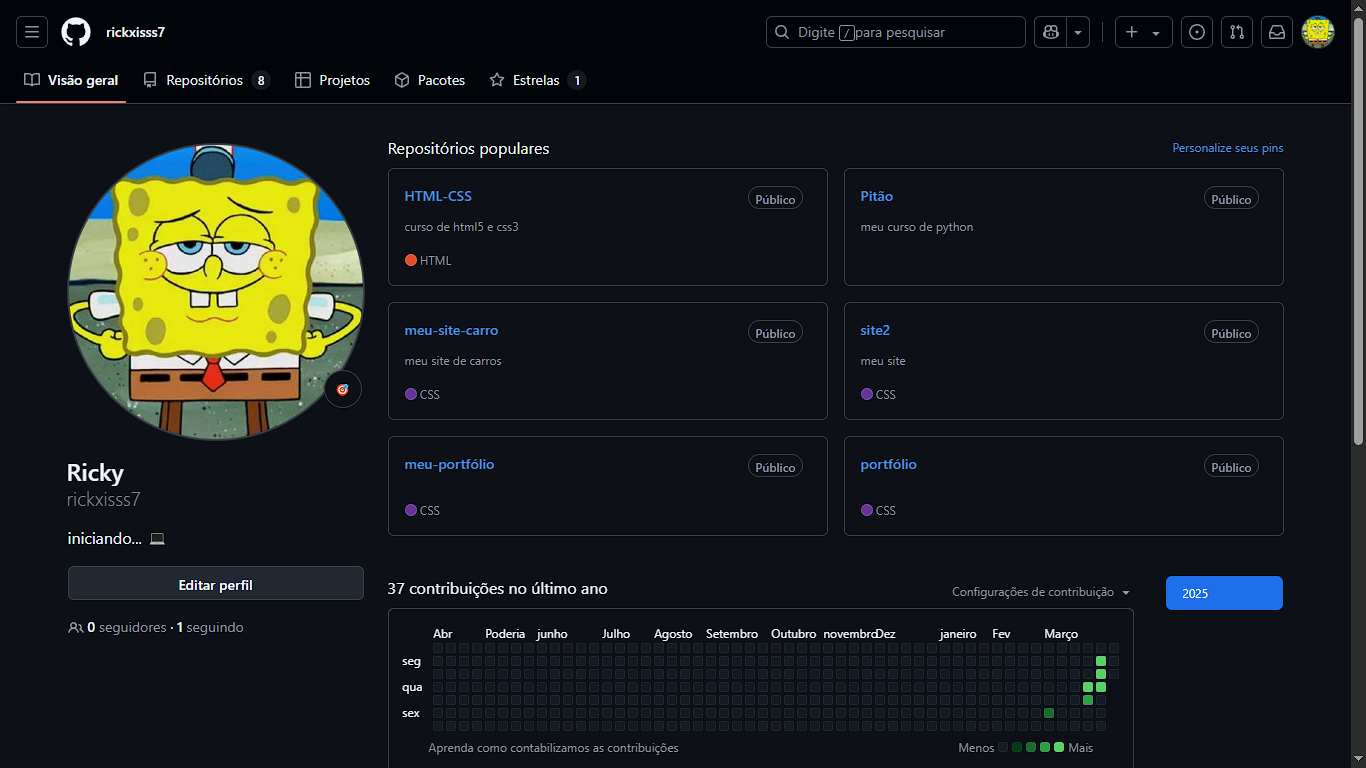 rickxisss7
Digite / para pesquisar
Visão geral
Repositórios 8
Projetos
Pacotes
Estrelas 1
Ricky
rickxisss7
iniciando... 💻
Editar perfil
0 seguidores · 1 seguindo
Repositórios populares
Personalize seus pins
HTML-CSS
Público
curso de html5 e css3
HTML
Pitão
Público
meu curso de python
meu-site-carro
Público
meu site de carros
CSS
site2
Público
meu site
CSS
meu-portfólio
Público
CSS
portfólio
Público
CSS
37 contribuições no último ano
Configurações de contribuição
2025
Abr Poderia junho Julho Agosto Setembro Outubro novembro Dez janeiro Fev Março
seg
qua
sex
Aprenda como contabilizamos as contribuições
Menos Mais